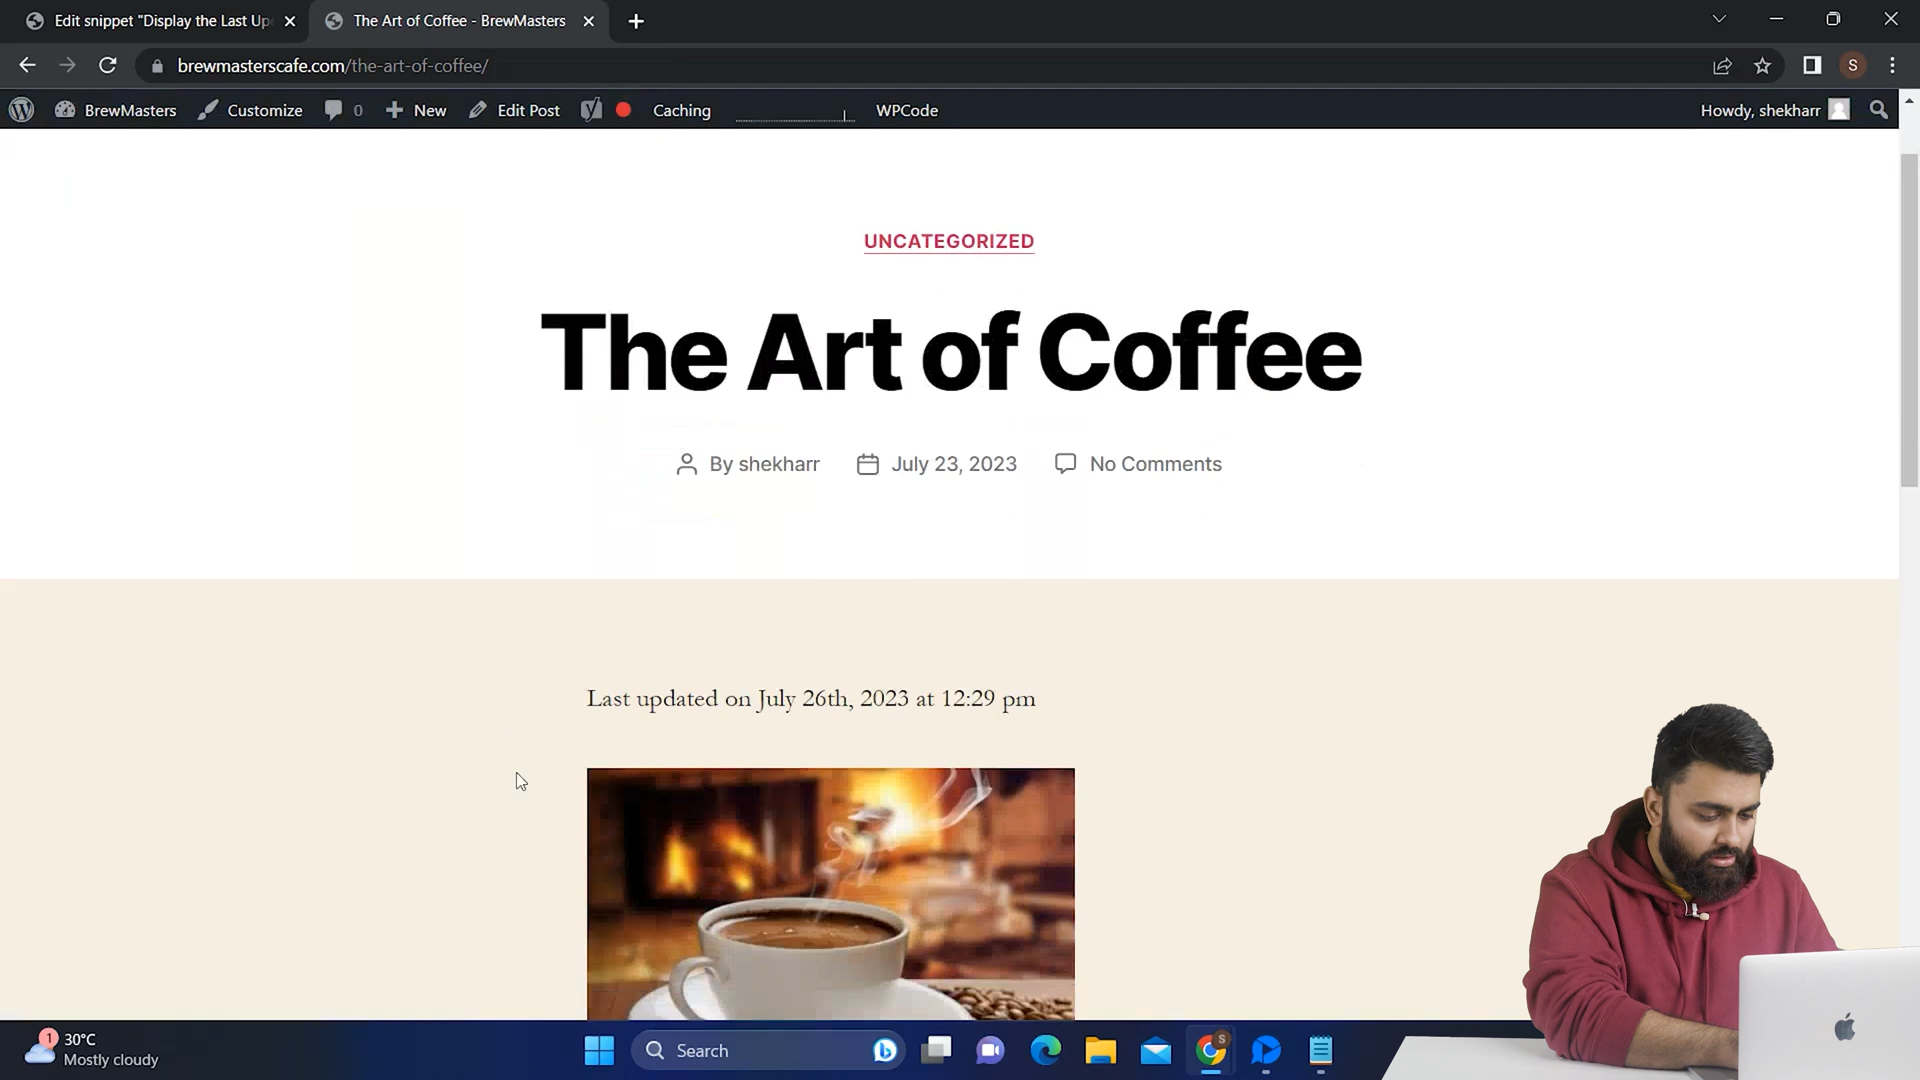 Edit snippet "Display the Last Up
The Art of Coffee - BrewMasters
brewmasterscafe.com/the-art-of-coffee/
S
BrewMasters
Customize
0
New
Edit Post
Caching
WPCode
Howdy, shekharr
UNCATEGORIZED
The Art of Coffee
By shekharr
July 23, 2023
No Comments
Last updated on July 26th, 2023 at 12:29 pm
1
30°C
Mostly cloudy
Search
S